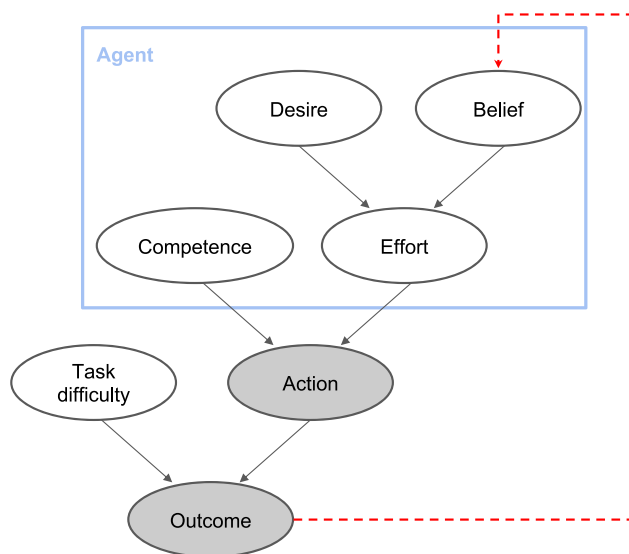 Agent
Desire
Belief
Competence
Effort
Task
difficulty
Action
Outcome